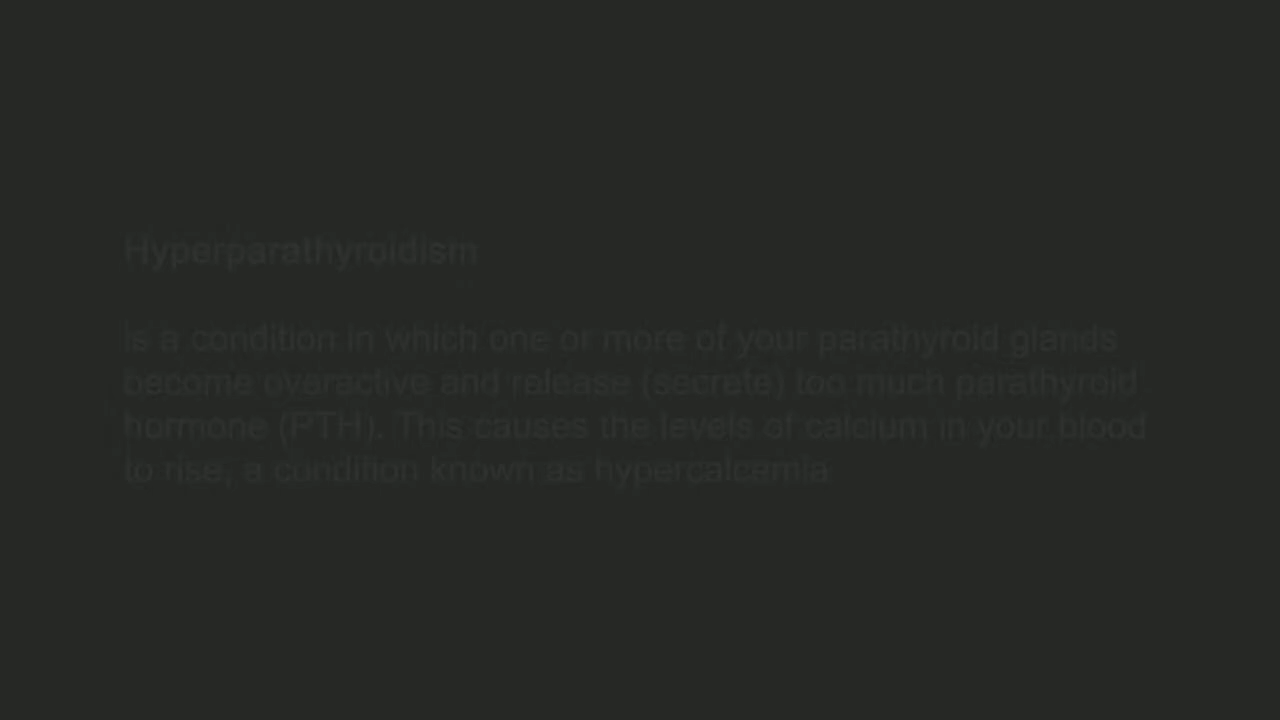 Hyperparathyroidism
is a condition in which one or more of your parathyroid glands
become overactive and release (secrete) too much parathyroid
hormone (PTH). This causes the levels of calcium in your blood
to rise, a condition known as hypercalcemia